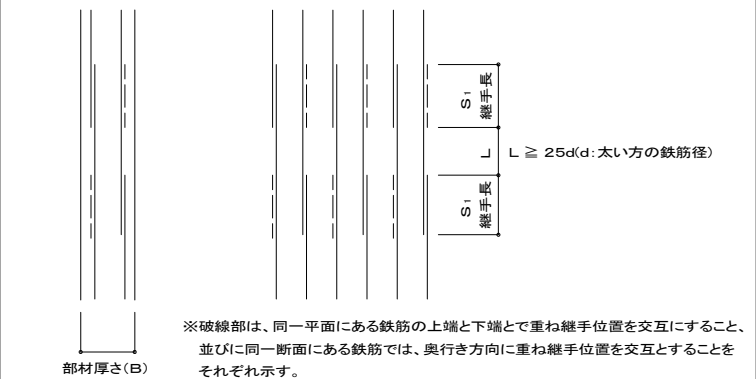 S1
継手長
L
L ≧ 25d(d:太い方の鉄筋径)
S1
継手長
※破線部は、同一平面にある鉄筋の上端と下端とで重ね継手位置を交互にすること、
並びに同一断面にある鉄筋では、奥行き方向に重ね継手位置を交互とすることを
それぞれ示す。
部材厚さ(B)